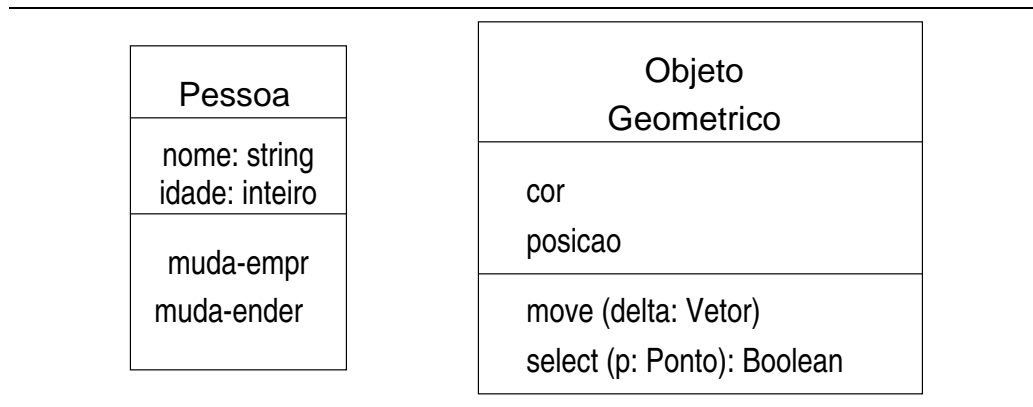 Pessoa
nome: string
idade: inteiro
muda-empr
muda-ender
Objeto
Geometrico
cor
posicao
move (delta: Vetor)
select (p: Ponto): Boolean